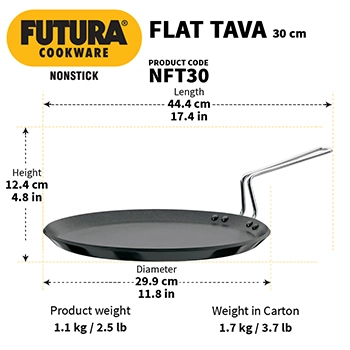 FUTURA®
COOKWARE
NONSTICK
FLAT TAVA 30 cm
PRODUCT CODE
NFT30
Length
44.4 cm
17.4 in
Height
12.4 cm
4.8 in
Diameter
29.9 cm
11.8 in
Product weight
1.1 kg / 2.5 lb
Weight in Carton
1.7 kg / 3.7 lb